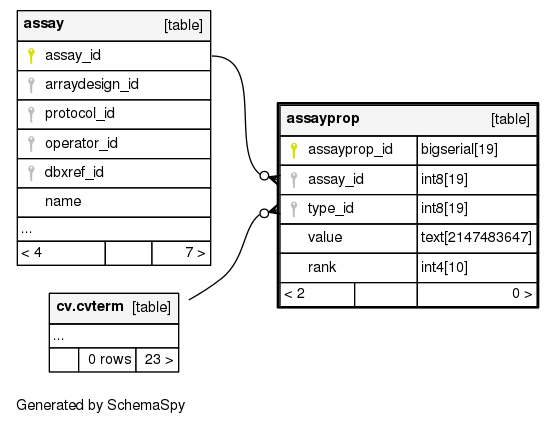 assay [table]
assay_id
arraydesign_id
protocol_id
operator_id
dbxref_id
name
...
< 4 7 >
assayprop [table]
assayprop_id bigserial[19]
assay_id int8[19]
type_id int8[19]
value text[2147483647]
rank int4[10]
< 2 0 >
cv.cvterm [table]
...
0 rows 23 >
Generated by SchemaSpy